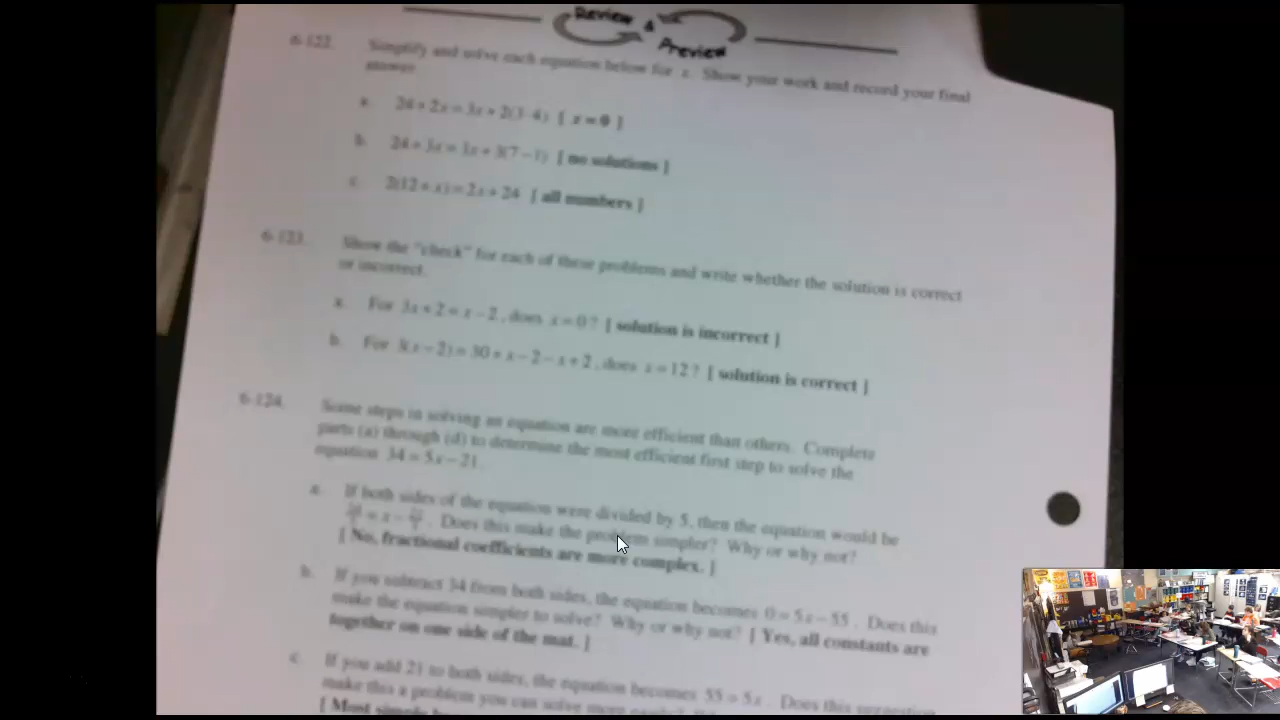 Review & Preview
6-122. Simplify and solve each equation below for x. Show your work and record your final
answer.
a. 24 + 2x = 3x + 2(3·4) [ x = 0 ]
b. [ no solutions ]
c. 2(12 + x) = 2x + 24 [ all numbers ]
6-123. Show the "check" for each of these problems and write whether the solution is correct
or incorrect.
a. For 3x + 2 = x − 2, does x = 0? [ solution is incorrect ]
b. For 3(x − 2) = 30 + x − 2 − x + 2, does x = 12? [ solution is correct ]
6-124. Some steps in solving an equation are more efficient than others. Complete
parts (a) through (d) to determine the most efficient first step to solve the
equation 34 = 5x − 21.
a. If both sides of the equation were divided by 5, then the equation would be
Does this make the problem simpler? Why or why not?
[ No, fractional coefficients are more complex. ]
b. If you subtract 34 from both sides, the equation becomes 0 = 5x − 55. Does this
make the equation simpler to solve? Why or why not? [ Yes, all constants are
together on one side of the mat. ]
c. If you add 21 to both sides, the equation becomes 55 = 5x. Does this
make this a problem you can solve more
[ Most